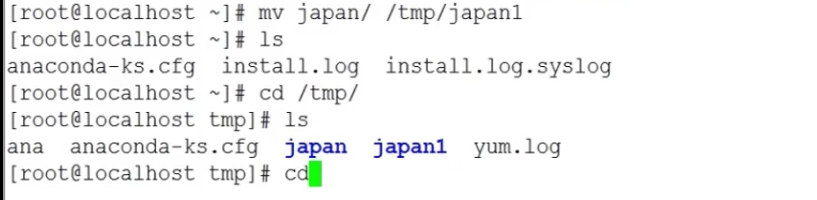 [root@localhost ~]# mv japan/ /tmp/japan1
[root@localhost ~]# ls
anaconda-ks.cfg  install.log  install.log.syslog
[root@localhost ~]# cd /tmp/
[root@localhost tmp]# ls
ana  anaconda-ks.cfg  japan  japan1  yum.log
[root@localhost tmp]# cd